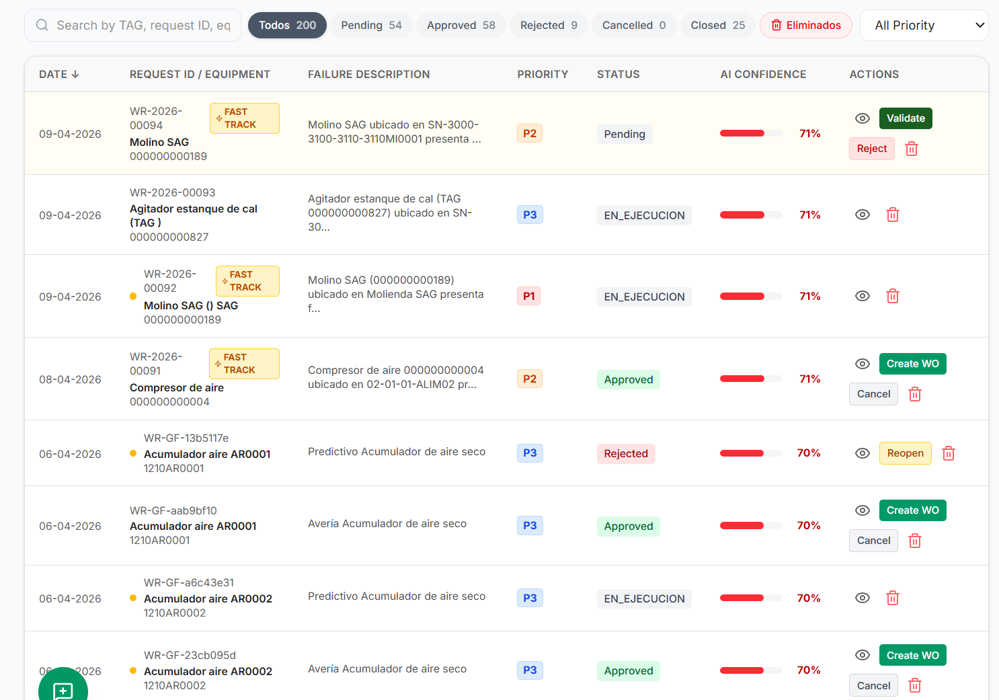 Search by TAG, request ID, eq
Todos 200
Pending 54
Approved 58
Rejected 9
Cancelled 0
Closed 25
Eliminados
All Priority
DATE ↓
REQUEST ID / EQUIPMENT
FAILURE DESCRIPTION
PRIORITY
STATUS
AI CONFIDENCE
ACTIONS
09-04-2026
WR-2026-
00094
FAST
TRACK
Molino SAG
000000000189
Molino SAG ubicado en SN-3000-
3100-3110-3110MI0001 presenta ...
P2
Pending
71%
Validate
Reject
09-04-2026
WR-2026-00093
Agitador estanque de cal
(TAG )
000000000827
Agitador estanque de cal (TAG
000000000827) ubicado en SN-
30...
P3
EN_EJECUCION
71%
09-04-2026
WR-2026-
00092
FAST
TRACK
Molino SAG () SAG
000000000189
Molino SAG (000000000189)
ubicado en Molienda SAG presenta
f...
P1
EN_EJECUCION
71%
08-04-2026
WR-2026-
00091
FAST
TRACK
Compresor de aire
000000000004
Compresor de aire 000000000004
ubicado en 02-01-01-ALIM02 pr...
P2
Approved
71%
Create WO
Cancel
06-04-2026
WR-GF-13b5117e
Acumulador aire AR0001
1210AR0001
Predictivo Acumulador de aire seco
P3
Rejected
70%
Reopen
06-04-2026
WR-GF-aab9bf10
Acumulador aire AR0001
1210AR0001
Avería Acumulador de aire seco
P3
Approved
70%
Create WO
Cancel
06-04-2026
WR-GF-a6c43e31
Acumulador aire AR0002
1210AR0002
Predictivo Acumulador de aire seco
P3
EN_EJECUCION
70%
2026
WR-GF-23cb095d
Acumulador aire AR0002
1210AR0002
Avería Acumulador de aire seco
P3
Approved
70%
Create WO
Cancel